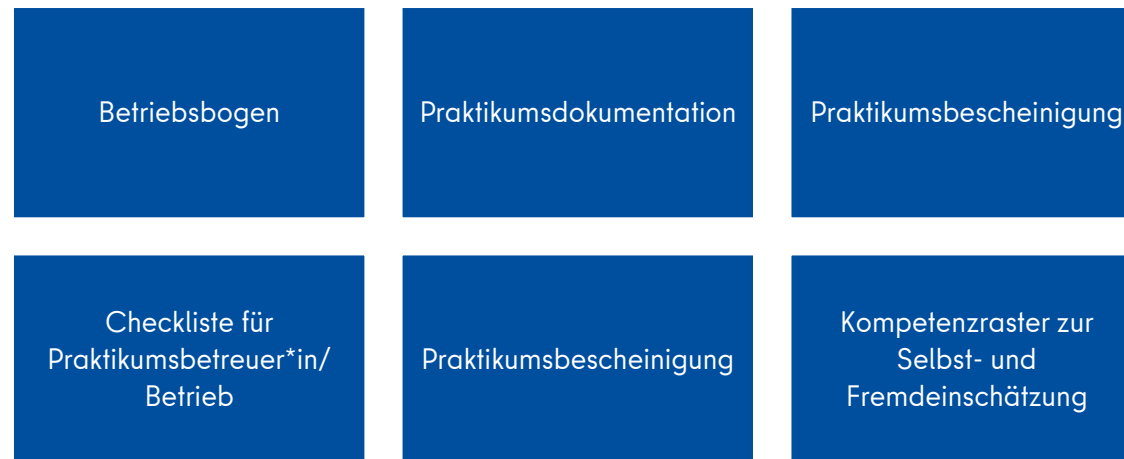 Betriebsbogen
Praktikumsdokumentation
Praktikumsbescheinigung
Checkliste für
Praktikumsbetreuer*in/
Betrieb
Praktikumsbescheinigung
Kompetenzraster zur
Selbst- und
Fremdeinschätzung